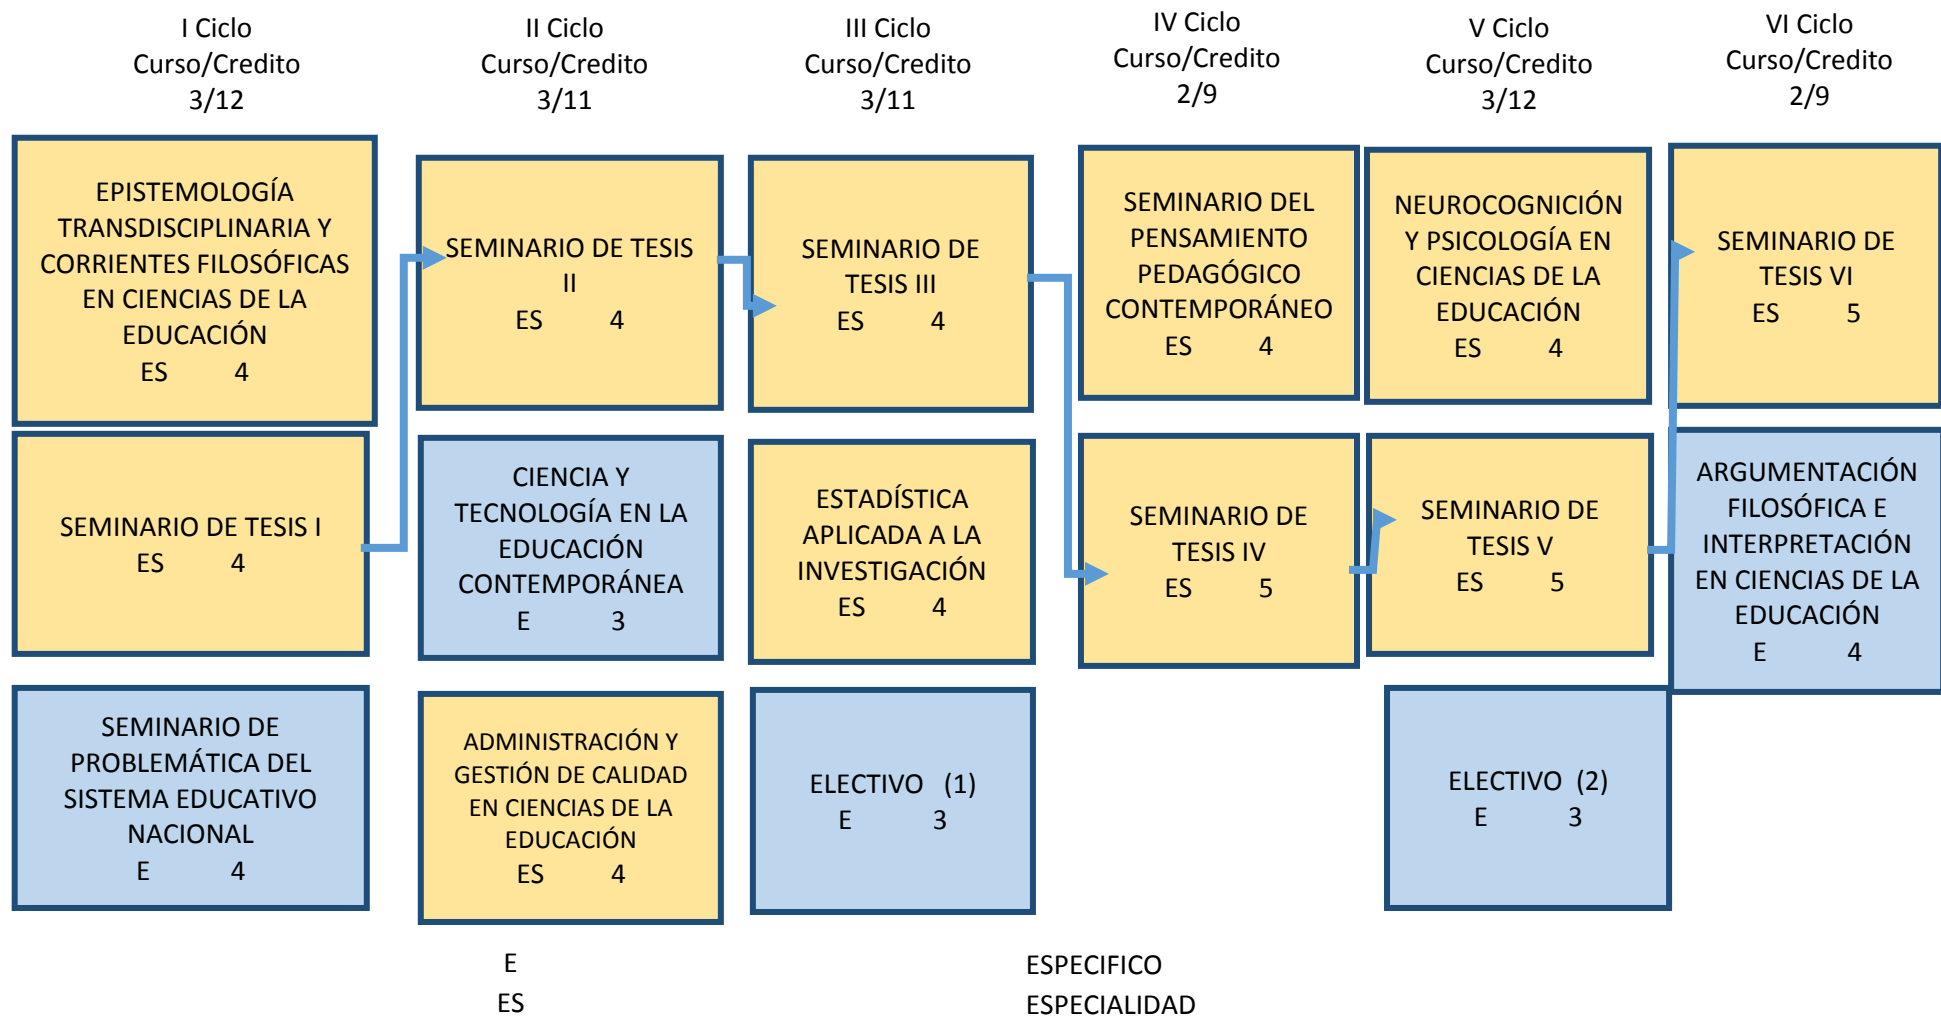 I Ciclo
Curso/Credito
3/12
II Ciclo
Curso/Credito
3/11
III Ciclo
Curso/Credito
3/11
IV Ciclo
Curso/Credito
2/9
V Ciclo
Curso/Credito
3/12
VI Ciclo
Curso/Credito
2/9
EPISTEMOLOGÍA
TRANSDISCIPLINARIA Y
CORRIENTES FILOSÓFICAS
EN CIENCIAS DE LA
EDUCACIÓN
ES 4
SEMINARIO DE TESIS
II
ES 4
SEMINARIO DE
TESIS III
ES 4
SEMINARIO DEL
PENSAMIENTO
PEDAGÓGICO
CONTEMPORÁNEO
ES 4
NEUROCOGNICIÓN
Y PSICOLOGÍA EN
CIENCIAS DE LA
EDUCACIÓN
ES 4
SEMINARIO DE
TESIS VI
ES 5
SEMINARIO DE TESIS I
ES 4
CIENCIA Y
TECNOLOGÍA EN LA
EDUCACIÓN
CONTEMPORÁNEA
E 3
ESTADÍSTICA
APLICADA A LA
INVESTIGACIÓN
ES 4
SEMINARIO DE
TESIS IV
ES 5
SEMINARIO DE
TESIS V
ES 5
ARGUMENTACIÓN
FILOSÓFICA E
INTERPRETACIÓN
EN CIENCIAS DE LA
EDUCACIÓN
E 4
SEMINARIO DE
PROBLEMÁTICA DEL
SISTEMA EDUCATIVO
NACIONAL
E 4
ADMINISTRACIÓN Y
GESTIÓN DE CALIDAD
EN CIENCIAS DE LA
EDUCACIÓN
ES 4
ELECTIVO (1)
E 3
ELECTIVO (2)
E 3
E ESPECIFICO
ES ESPECIALIDAD